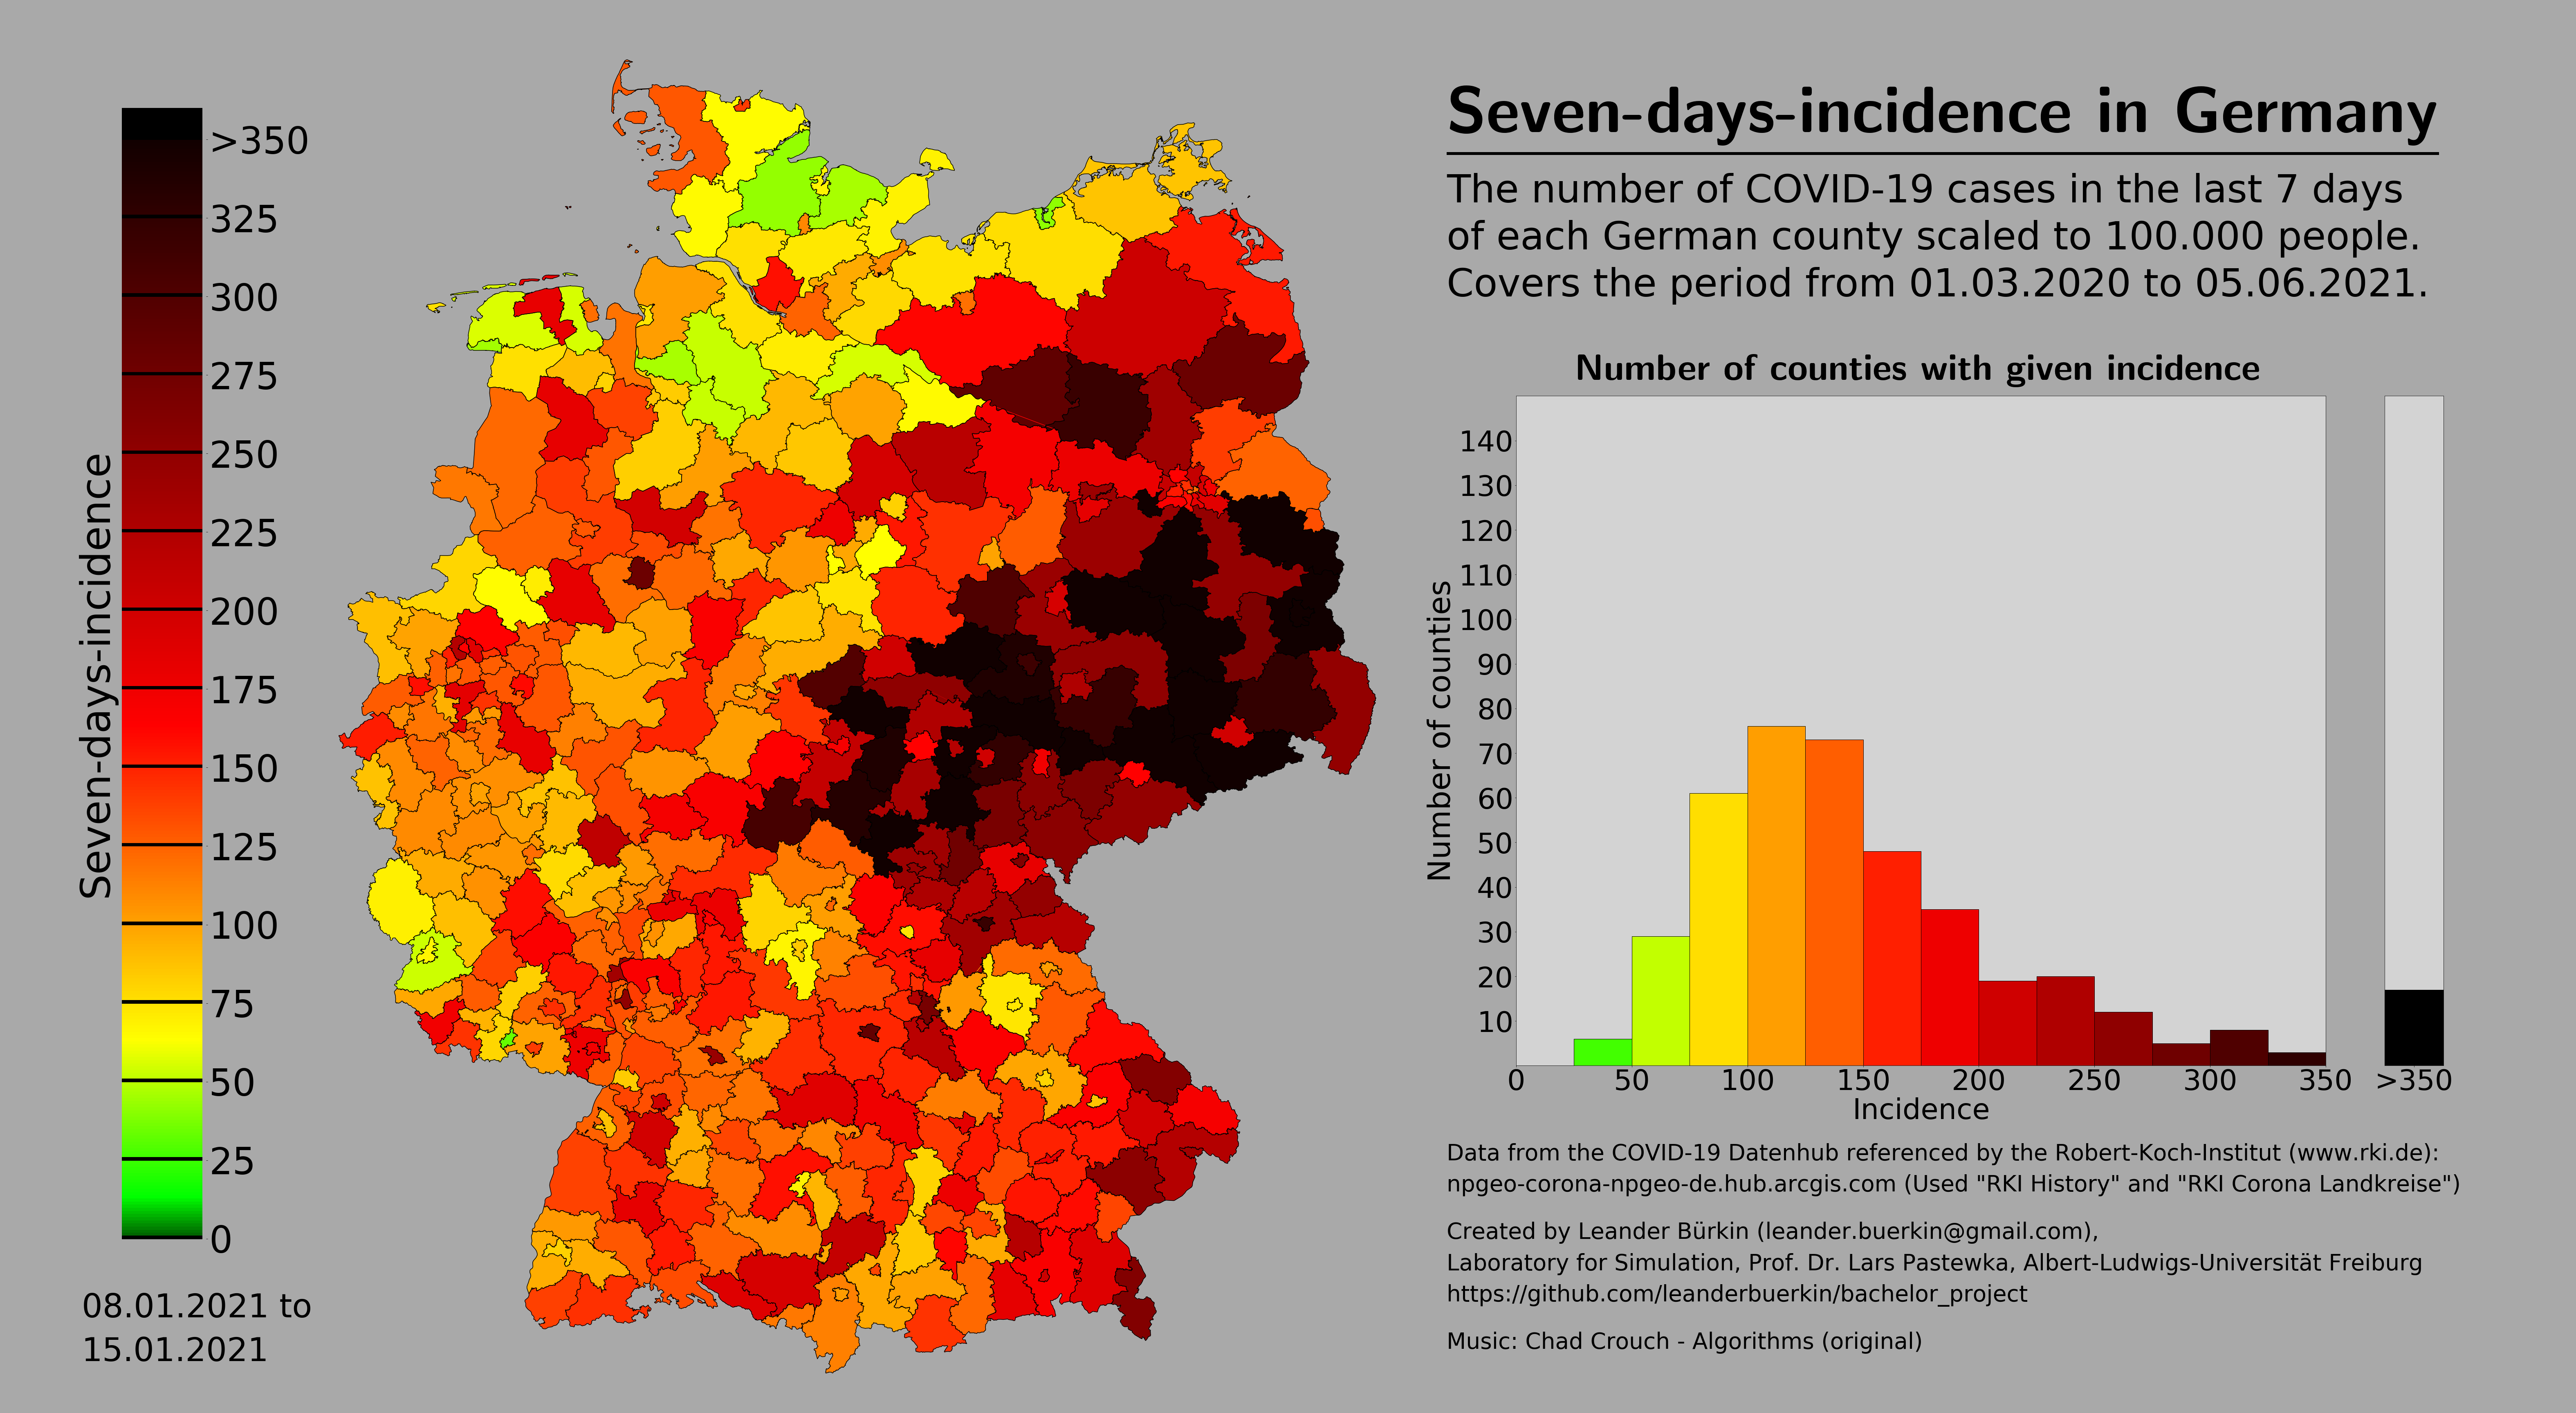 Seven-days-incidence in Germany
The number of COVID-19 cases in the last 7 days
of each German county scaled to 100.000 people.
Covers the period from 01.03.2020 to 05.06.2021.
Seven-days-incidence
>350
325
300
275
250
225
200
175
150
125
100
75
50
25
0
08.01.2021 to
15.01.2021
Number of counties with given incidence
Number of counties
140
130
120
110
100
90
80
70
60
50
40
30
20
10
0 50 100 150 200 250 300 350 >350
Incidence
Data from the COVID-19 Datenhub referenced by the Robert-Koch-Institut (www.rki.de):
npgeo-corona-npgeo-de.hub.arcgis.com (Used "RKI History" and "RKI Corona Landkreise")
Created by Leander Bürkin (leander.buerkin@gmail.com),
Laboratory for Simulation, Prof. Dr. Lars Pastewka, Albert-Ludwigs-Universität Freiburg
https://github.com/leanderbuerkin/bachelor_project
Music: Chad Crouch - Algorithms (original)